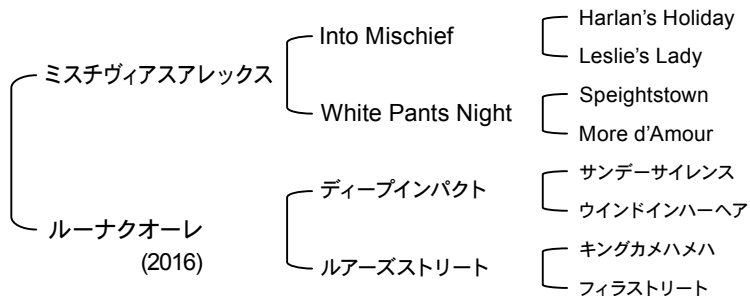 ミスチヴィアスアレックス
Into Mischief
Harlan's Holiday
Leslie's Lady
White Pants Night
Speightstown
More d'Amour
ルーナクオーレ
(2016)
ディープインパクト
サンデーサイレンス
ウインドインハーヘア
ルアーズストリート
キングカメハメハ
フィラストリート